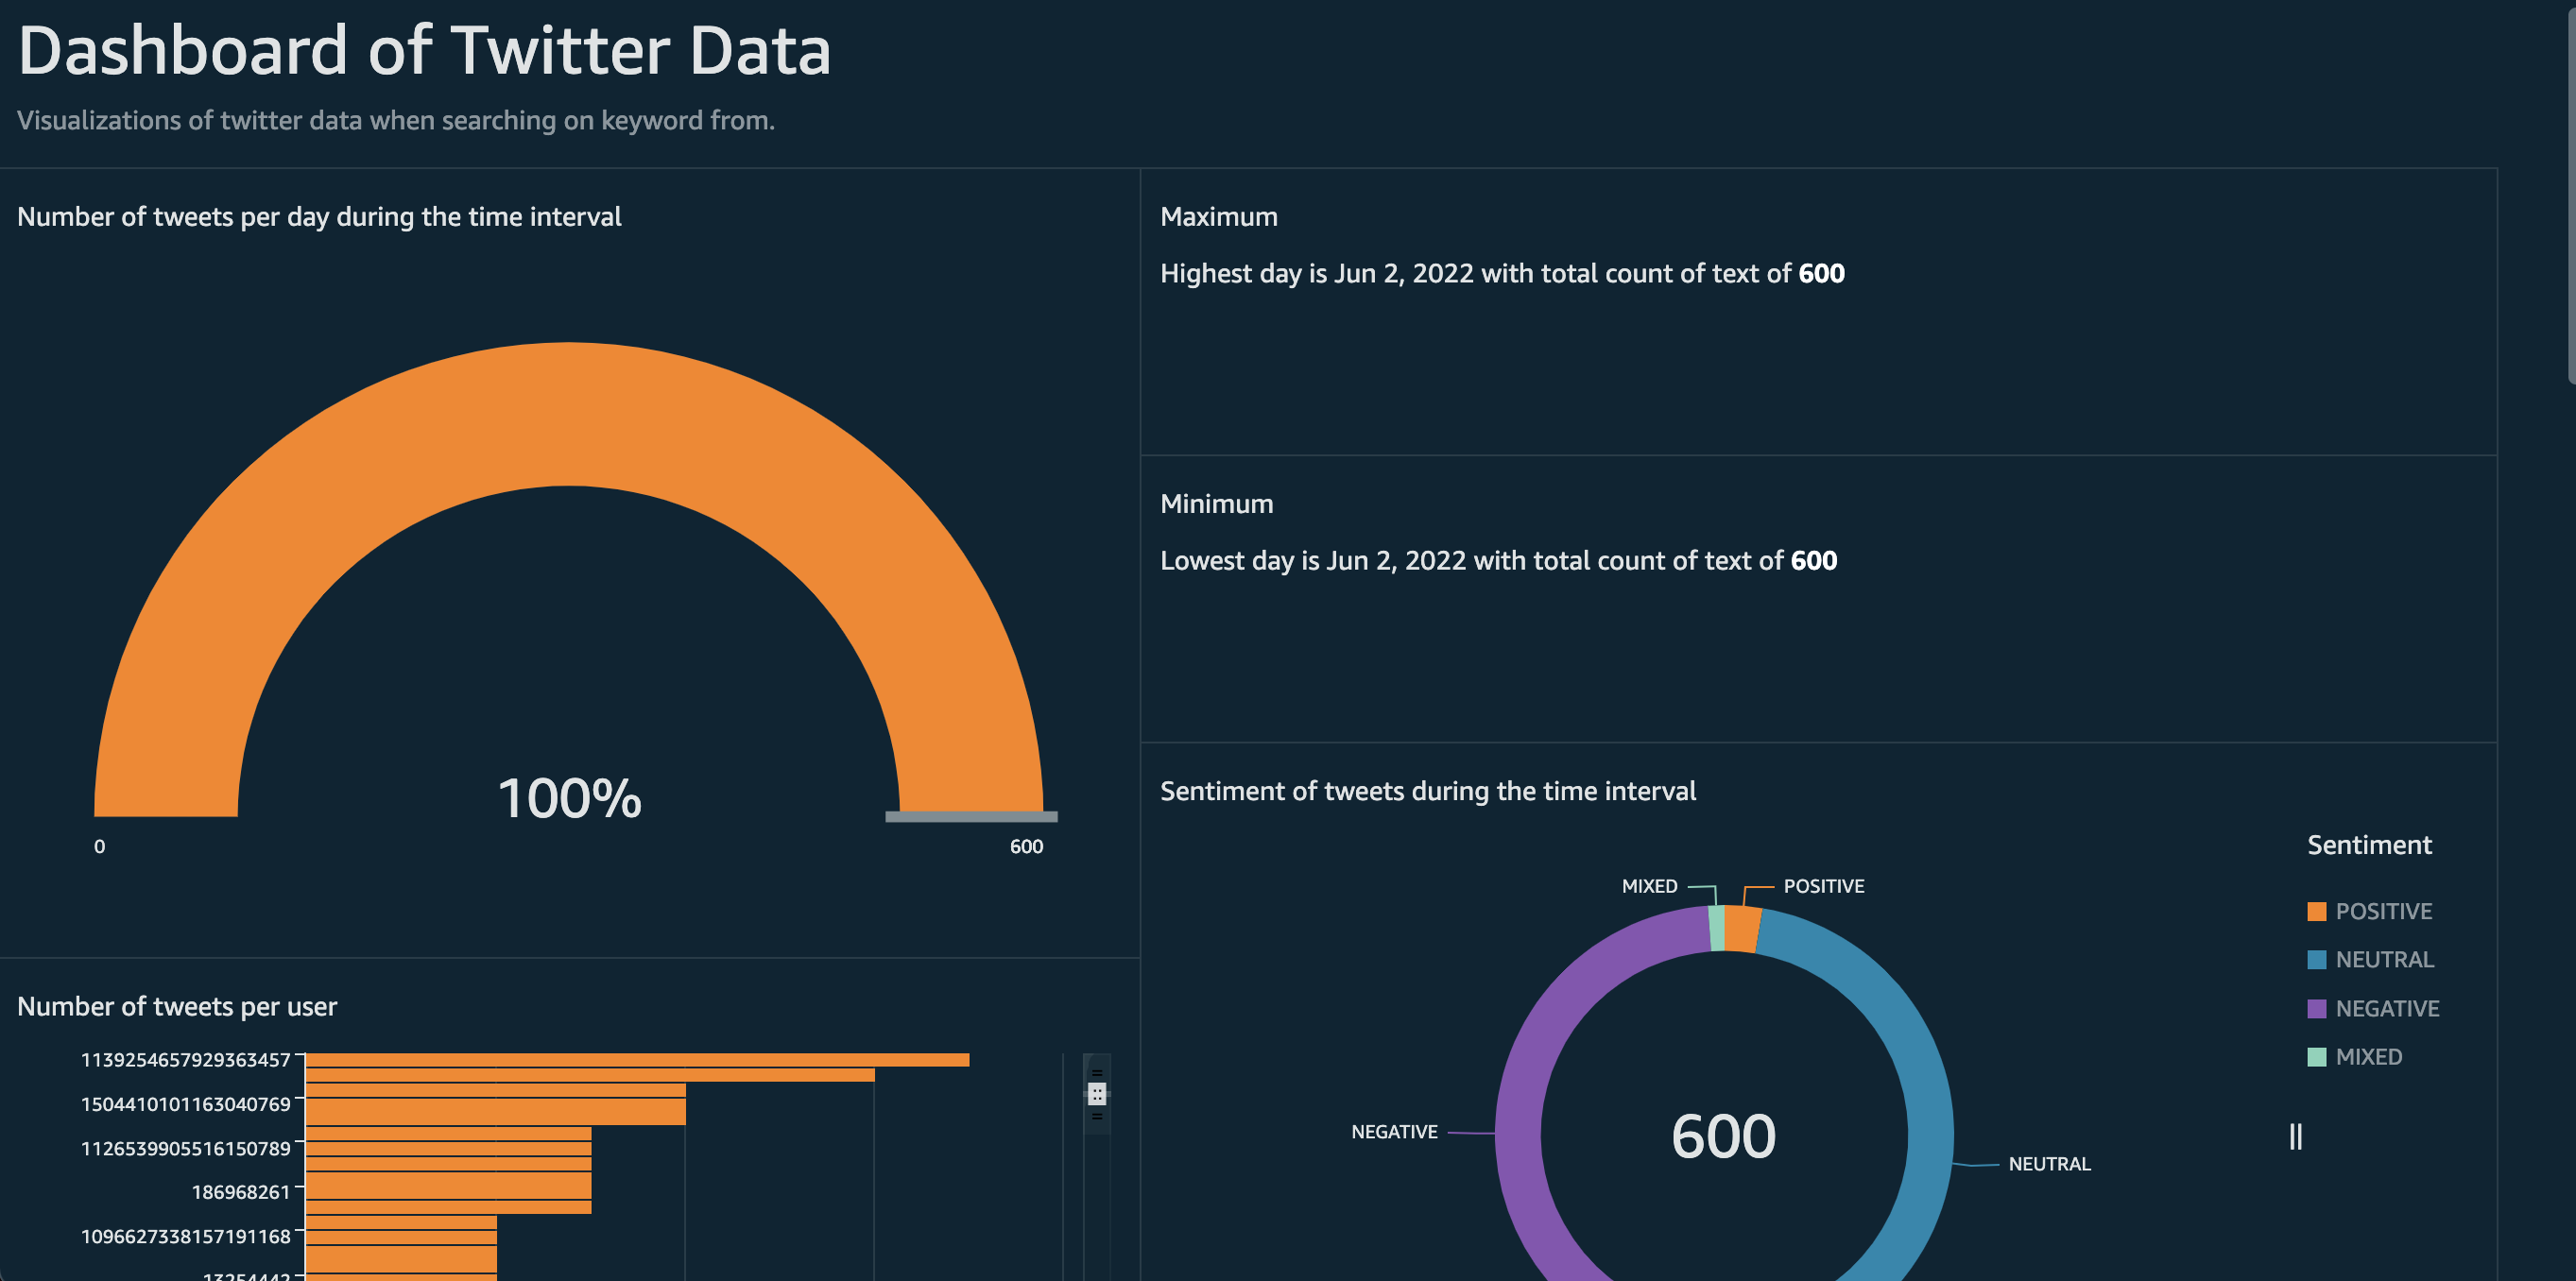 Dashboard of Twitter Data
Visualizations of twitter data when searching on keyword from.
Number of tweets per day during the time interval
100%
0
600
Maximum
Highest day is Jun 2, 2022 with total count of text of 600
Minimum
Lowest day is Jun 2, 2022 with total count of text of 600
Number of tweets per user
1139254657929363457
1504410101163040769
1126539905516150789
186968261
1096627338157191168
13254442
Sentiment of tweets during the time interval
MIXED
POSITIVE
NEGATIVE
600
NEUTRAL
Sentiment
POSITIVE
NEUTRAL
NEGATIVE
MIXED